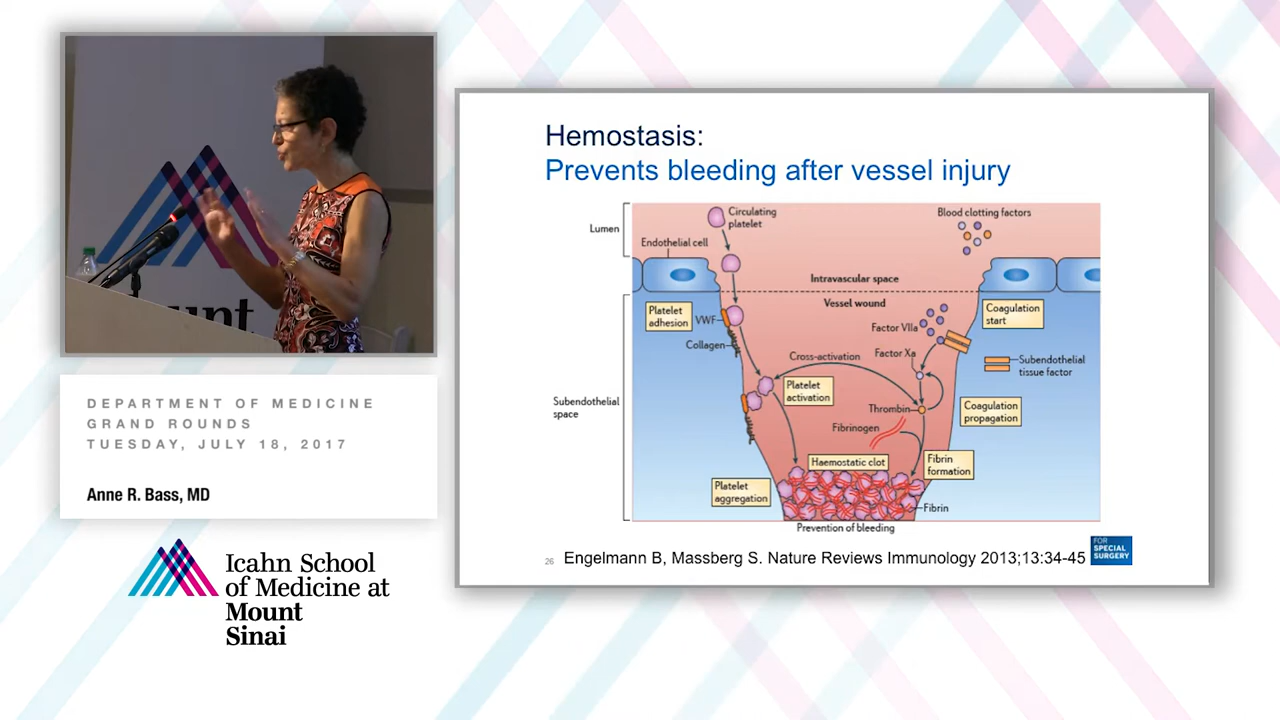 Mount
DEPARTMENT OF MEDICINE
GRAND ROUNDS
TUESDAY, JULY 18, 2017
Anne R. Bass, MD
Icahn School
of Medicine at
Mount
Sinai
Hemostasis:
Prevents bleeding after vessel injury
Lumen
Circulating
platelet
Blood clotting factors
Endothelial cell
Intravascular space
Vessel wound
Platelet
adhesion
VWF
Collagen
Factor VIIa
Coagulation
start
Factor Xa
Cross-activation
Subendothelial
tissue factor
Subendothelial
space
Platelet
activation
Thrombin
Coagulation
propagation
Fibrinogen
Haemostatic clot
Fibrin
formation
Platelet
aggregation
Fibrin
Prevention of bleeding
26
Engelmann B, Massberg S. Nature Reviews Immunology 2013;13:34-45
FOR
SPECIAL
SURGERY